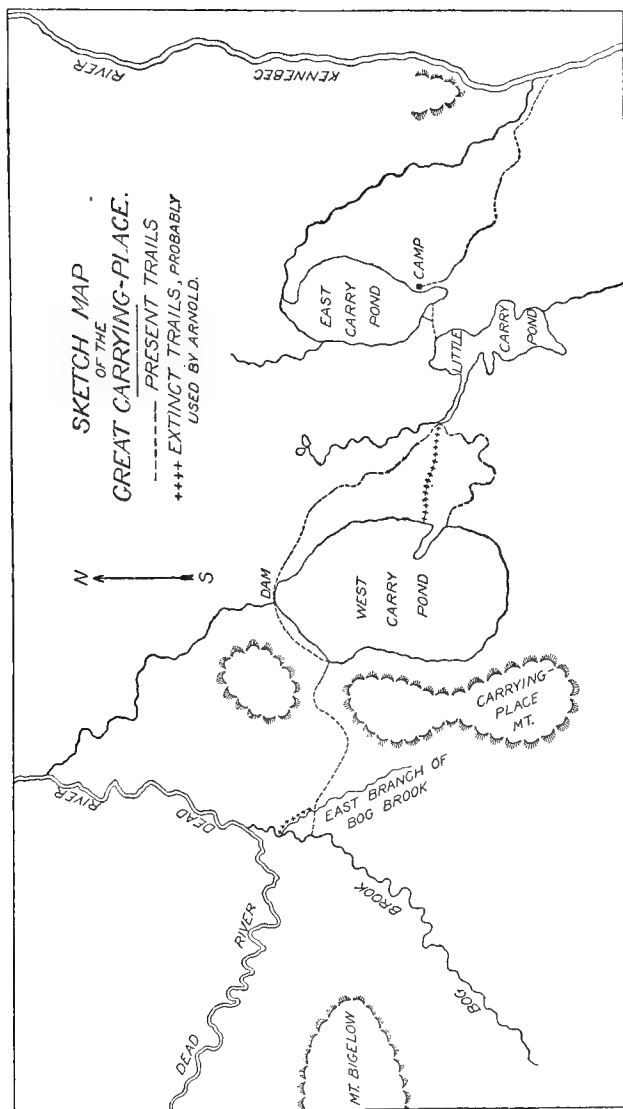 SKETCH MAP
OF THE
GREAT CARRYING-PLACE.
------- PRESENT TRAILS
++++ EXTINCT TRAILS, PROBABLY
USED BY ARNOLD.
N
S
RIVER
KENNEBEC
EAST
CARRY
POND
CAMP
LITTLE
CARRY
POND
DAM
WEST
CARRY
POND
CARRYING-
PLACE
MT.
RIVER
DEAD
EAST BRANCH OF
BOG BROOK
DEAD
RIVER
BROOK
BOG
MT. BIGELOW